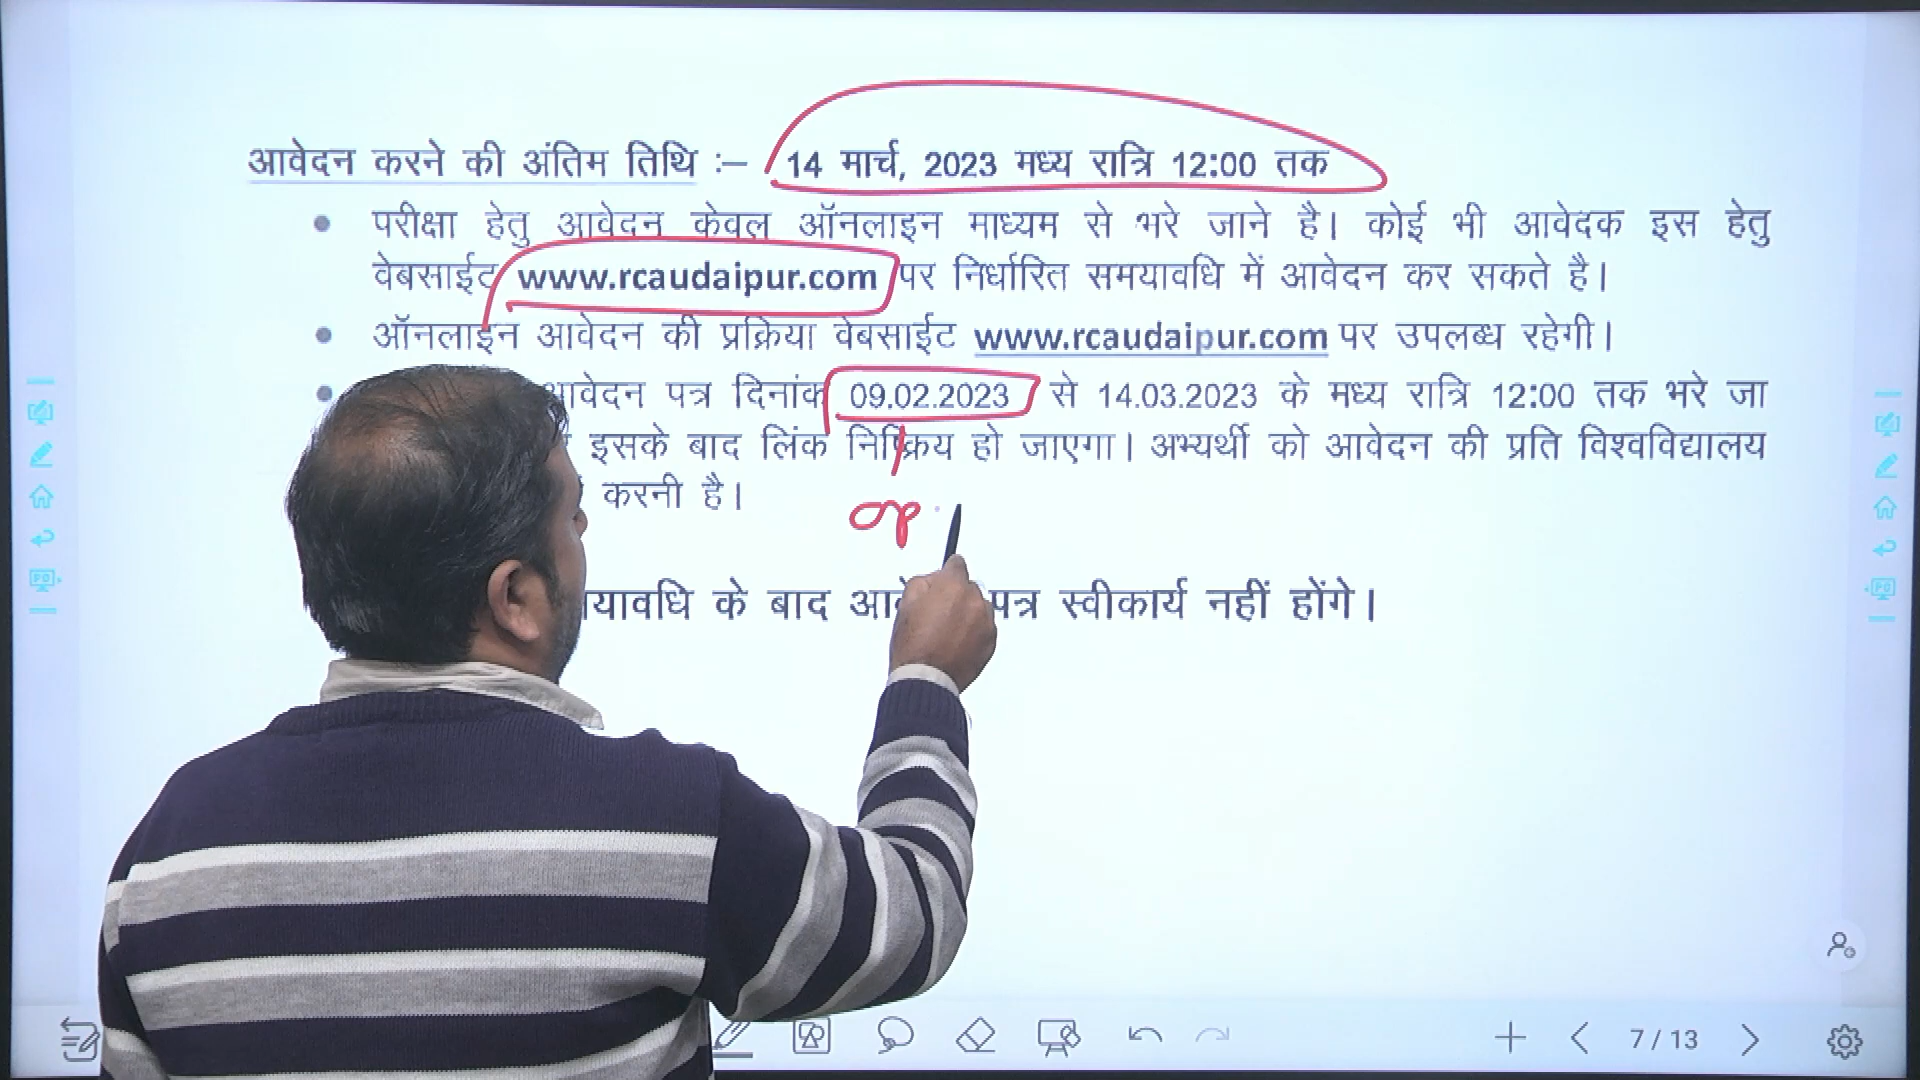 आवेदन करने की अंतिम तिथि :– 14 मार्च, 2023 मध्य रात्रि 12:00 तक
• परीक्षा हेतु आवेदन केवल ऑनलाइन माध्यम से भरे जाने है। कोई भी आवेदक इस हेतु
वेबसाईट www.rcaudaipur.com पर निर्धारित समयावधि में आवेदन कर सकते है।
• ऑनलाइन आवेदन की प्रक्रिया वेबसाईट www.rcaudaipur.com पर उपलब्ध रहेगी।
• आवेदन पत्र दिनांक 09.02.2023 से 14.03.2023 के मध्य रात्रि 12:00 तक भरे जा
इसके बाद लिंक निष्क्रिय हो जाएगा। अभ्यर्थी को आवेदन की प्रति विश्वविद्यालय
करनी है।
op
के बाद पत्र स्वीकार्य नहीं होंगे।
7 / 13